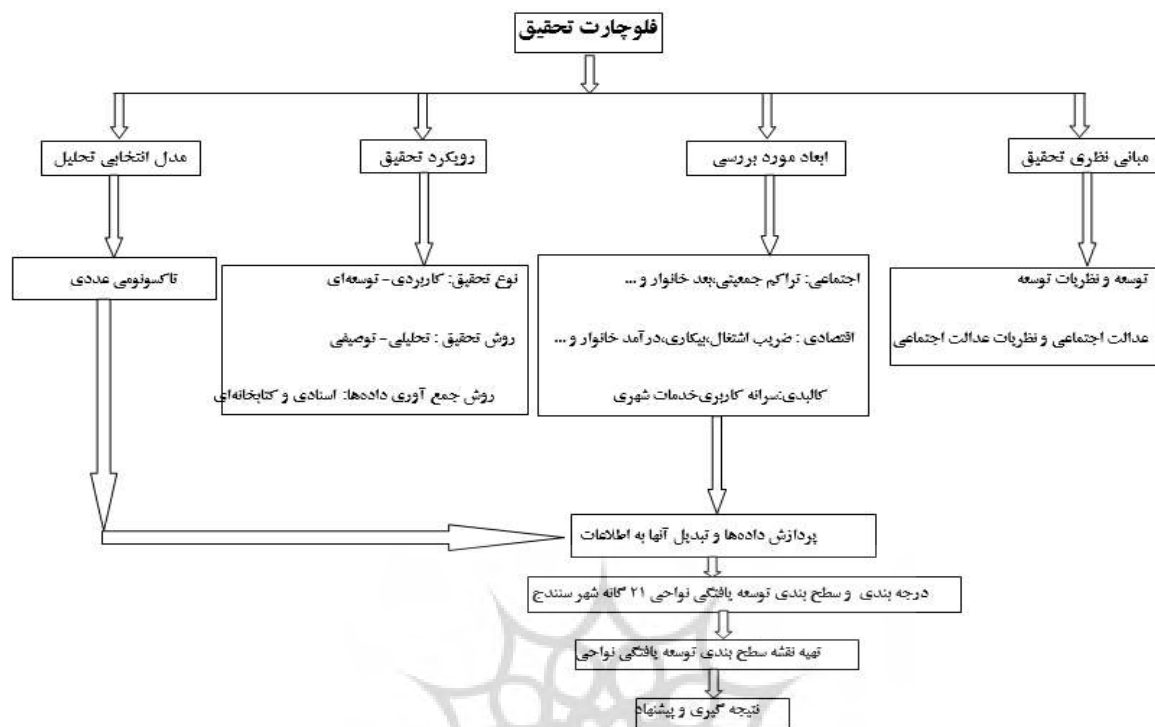 فلوچارت تحقیق
مبانی نظری تحقیق
ابعاد مورد بررسی
رویکرد تحقیق
مدل انتخابی تحلیل
توسعه و نظریات توسعه
عدالت اجتماعی و نظریات عدالت اجتماعی
اجتماعی: تراکم جمعیتی،بعد خانوار و ...
اقتصادی : ضریب اشتغال،بیکاری،درآمد خانوار و ...
کالبدی:سرانه کاربری‌خدمات شهری
نوع تحقیق: کاربردی- توسعه‌ای
روش تحقیق : تحلیلی- توصیفی
روش جمع آوری داده‌ها: اسنادی و کتابخانه‌ای
تاکسونومی عددی
پردازش داده‌ها و تبدیل آنها به اطلاعات
درجه بندی و سطح بندی توسعه یافتگی نواحی ۲۱ گانه شهر سنندج
تهیه نقشه سطح بندی توسعه یافتگی نواحی
نتیجه گیری و پیشنهاد